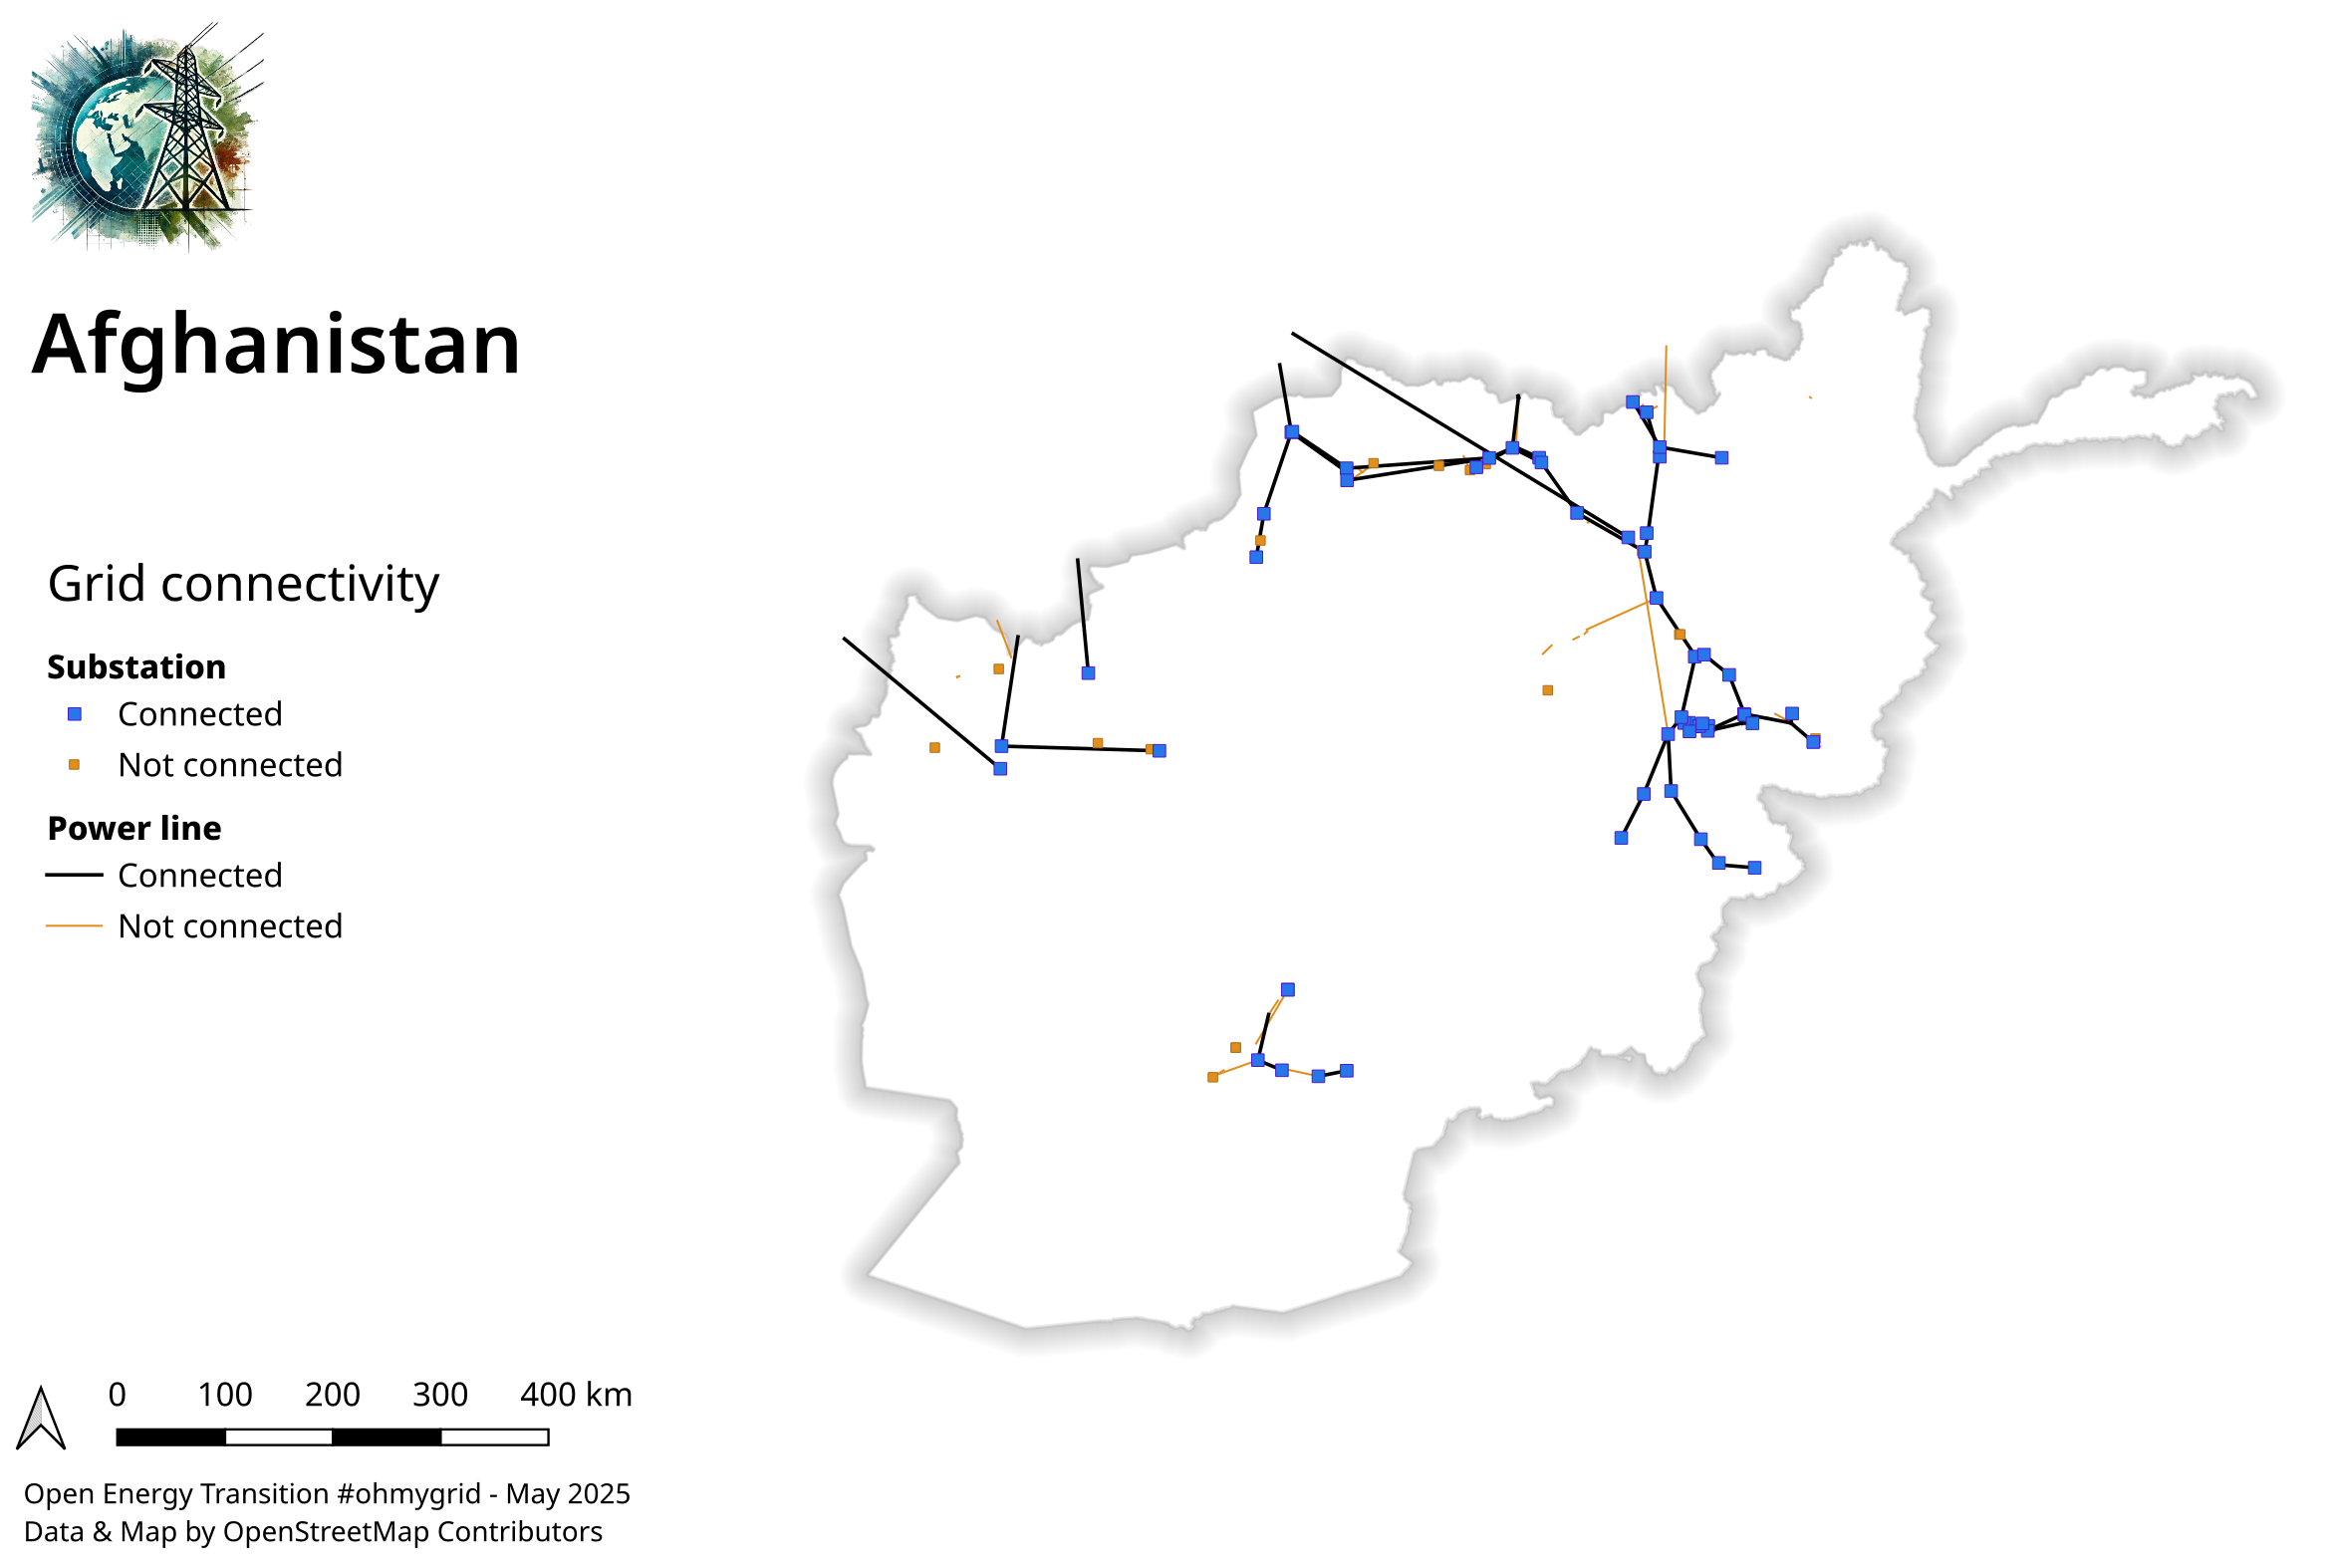 Afghanistan
Grid connectivity
Substation
Connected
Not connected
Power line
Connected
Not connected
0 100 200 300 400 km
Open Energy Transition #ohmygrid - May 2025
Data & Map by OpenStreetMap Contributors